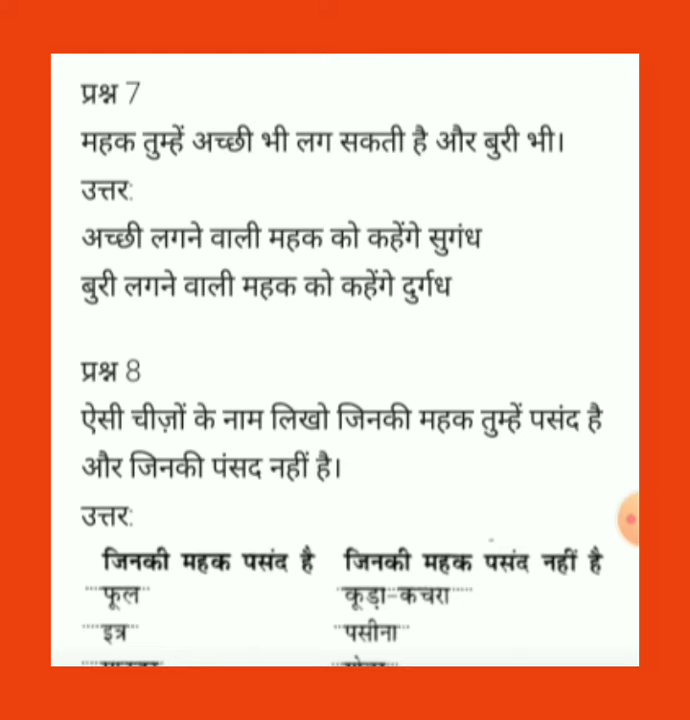 प्रश्न 7
महक तुम्हें अच्छी भी लग सकती है और बुरी भी।
उत्तर:
अच्छी लगने वाली महक को कहेंगे सुगंध
बुरी लगने वाली महक को कहेंगे दुर्गध
प्रश्न 8
ऐसी चीज़ों के नाम लिखो जिनकी महक तुम्हें पसंद है
और जिनकी पंसद नहीं है।
उत्तर:
जिनकी महक पसंद है जिनकी महक पसंद नहीं है
फूल कूड़ा-कचरा
इत्र पसीना